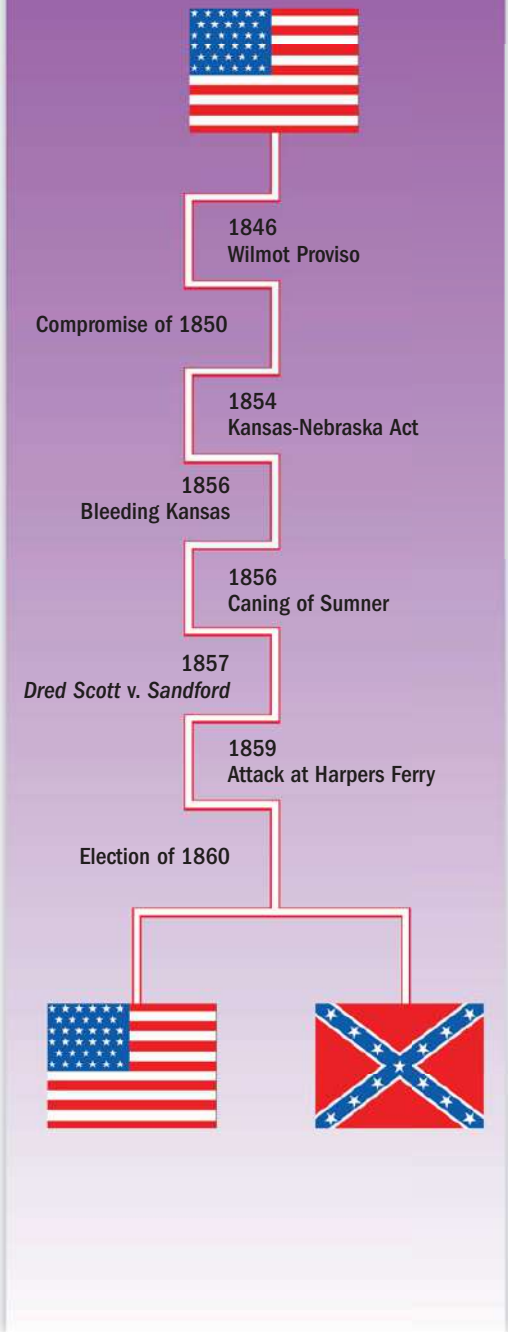 1846
Wilmot Proviso
Compromise of 1850
1854
Kansas-Nebraska Act
1856
Bleeding Kansas
1856
Caning of Sumner
1857
Dred Scott v. Sandford
1859
Attack at Harpers Ferry
Election of 1860